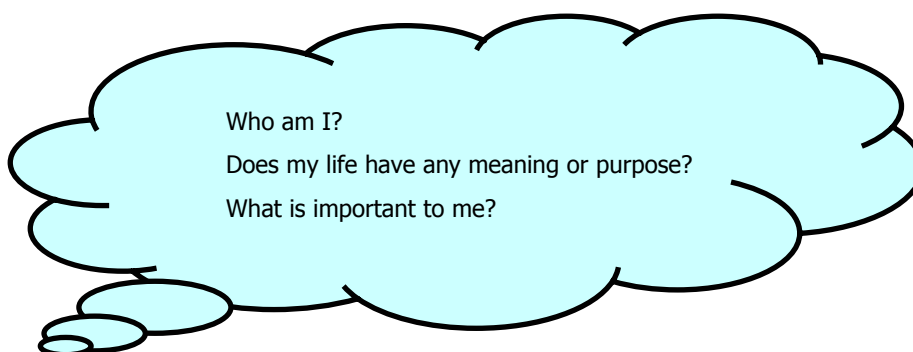 Who am I?
Does my life have any meaning or purpose?
What is important to me?